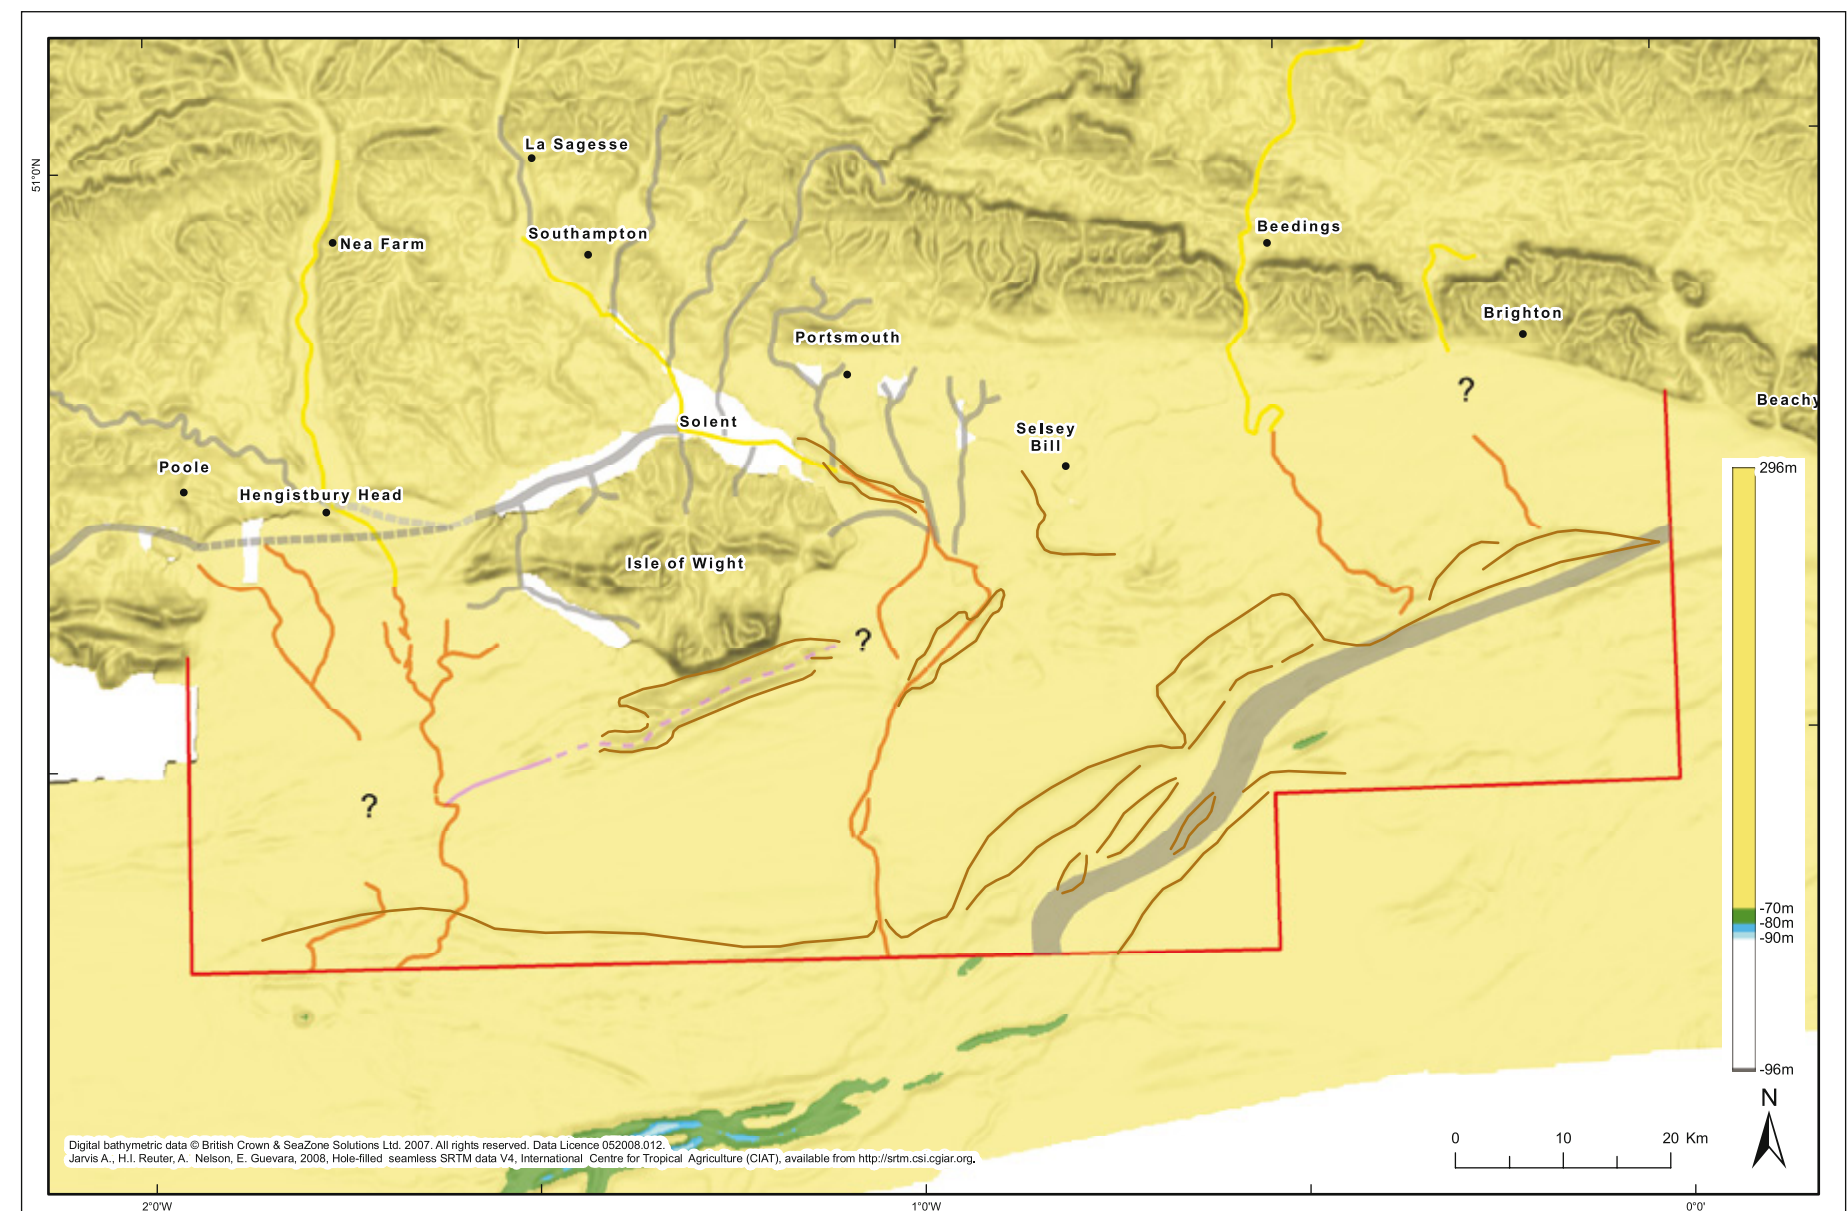 La Sagesse
51°0'N
Southampton
Nea Farm
Beedings
Brighton
Portsmouth
?
Beachy
Solent
Selsey
Bill
Poole
Hengistbury Head
296m
Isle of Wight
?
?
-70m
-80m
-90m
-96m
N
0 10 20 Km
Digital bathymetric data © British Crown & SeaZone Solutions Ltd. 2007. All rights reserved. Data Licence 052008.012.
Jarvis A., H.I. Reuter, A. Nelson, E. Guevara, 2008, Hole-filled seamless SRTM data V4, International Centre for Tropical Agriculture (CIAT), available from http://srtm.csi.cgiar.org.
2°0'W 1°0'W 0°0'